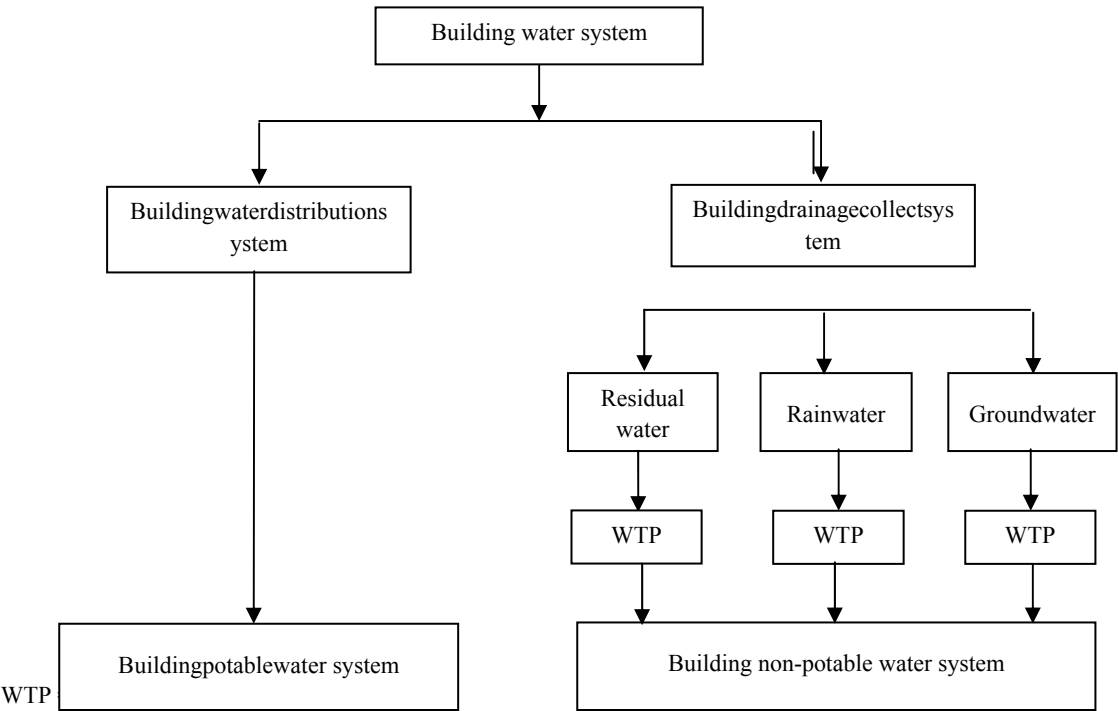 Building water system
Buildingwaterdistributions
ystem
Buildingdrainagecollectsys
tem
Residual
water
Rainwater
Groundwater
WTP
WTP
WTP
Buildingpotablewater system
Building non-potable water system
WTP